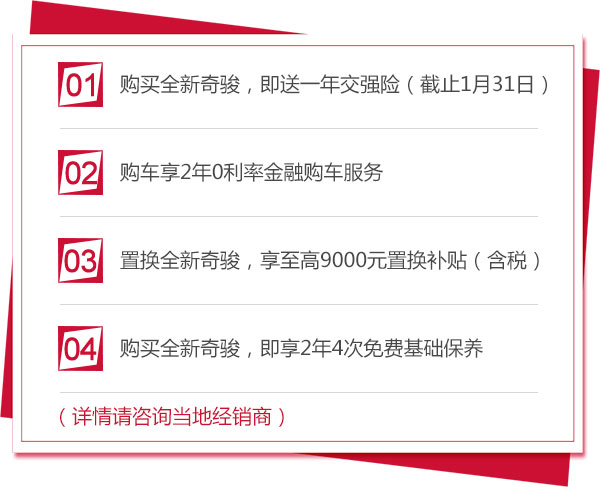 01 购买全新奇骏，即送一年交强险（截止1月31日）
02 购车享2年0利率金融购车服务
03 置换全新奇骏，享至高9000元置换补贴（含税）
04 购买全新奇骏，即享2年4次免费基础保养
（详情请咨询当地经销商）